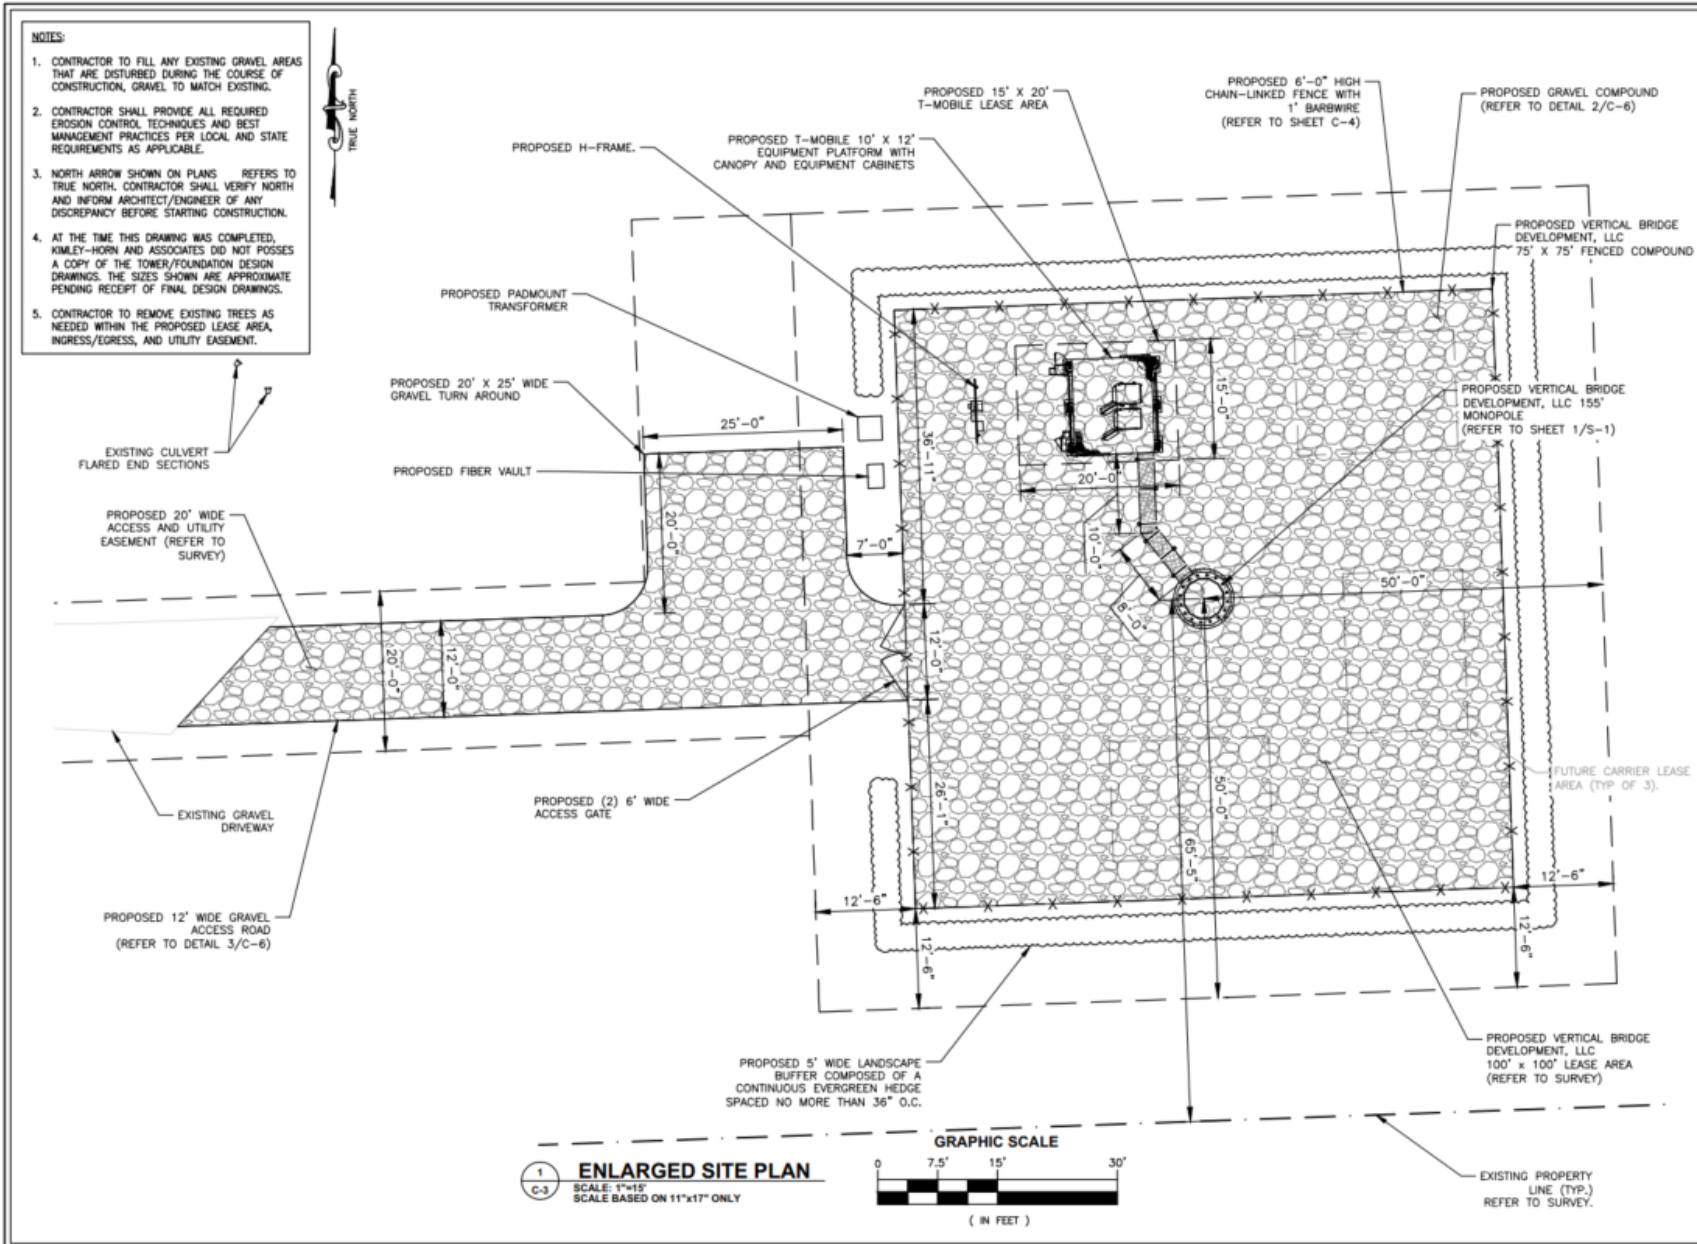 NOTES:
1. CONTRACTOR TO FILL ANY EXISTING GRAVEL AREAS
THAT ARE DISTURBED DURING THE COURSE OF
CONSTRUCTION, GRAVEL TO MATCH EXISTING.
2. CONTRACTOR SHALL PROVIDE ALL REQUIRED
EROSION CONTROL TECHNIQUES AND BEST
MANAGEMENT PRACTICES PER LOCAL AND STATE
REQUIREMENTS AS APPLICABLE.
3. NORTH ARROW SHOWN ON PLANS REFERS TO
TRUE NORTH. CONTRACTOR SHALL VERIFY NORTH
AND INFORM ARCHITECT/ENGINEER OF ANY
DISCREPANCY BEFORE STARTING CONSTRUCTION.
4. AT THE TIME THIS DRAWING WAS COMPLETED,
KIMLEY-HORN AND ASSOCIATES DID NOT POSSES
A COPY OF THE TOWER/FOUNDATION DESIGN
DRAWINGS. THE SIZES SHOWN ARE APPROXIMATE
PENDING RECEIPT OF FINAL DESIGN DRAWINGS.
5. CONTRACTOR TO REMOVE EXISTING TREES AS
NEEDED WITHIN THE PROPOSED LEASE AREA,
INGRESS/EGRESS, AND UTILITY EASEMENT.
TRUE NORTH
PROPOSED H-FRAME.
PROPOSED T-MOBILE 10' X 12'
EQUIPMENT PLATFORM WITH
CANOPY AND EQUIPMENT CABINETS
PROPOSED 15' X 20'
T-MOBILE LEASE AREA
PROPOSED 6'-0" HIGH
CHAIN-LINKED FENCE WITH
1' BARBWIRE
(REFER TO SHEET C-4)
PROPOSED GRAVEL COMPOUND
(REFER TO DETAIL 2/C-6)
PROPOSED VERTICAL BRIDGE
DEVELOPMENT, LLC
75' X 75' FENCED COMPOUND
PROPOSED PADMOUNT
TRANSFORMER
PROPOSED 20' X 25' WIDE
GRAVEL TURN AROUND
EXISTING CULVERT
FLARED END SECTIONS
PROPOSED FIBER VAULT
PROPOSED 20' WIDE
ACCESS AND UTILITY
EASEMENT (REFER TO
SURVEY)
PROPOSED VERTICAL BRIDGE
DEVELOPMENT, LLC 155'
MONOPOLE
(REFER TO SHEET 1/S-1)
25'-0"
20'-0"
7'-0"
36'-11"
15'-0"
20'-0"
10'-0"
8'-0"
50'-0"
20'-0"
12'-0"
12'-0"
26'-1"
50'-0"
65'-5"
12'-6"
12'-6"
12'-6"
12'-6"
FUTURE CARRIER LEASE
AREA (TYP OF 3).
EXISTING GRAVEL
DRIVEWAY
PROPOSED (2) 6' WIDE
ACCESS GATE
PROPOSED 12' WIDE GRAVEL
ACCESS ROAD
(REFER TO DETAIL 3/C-6)
PROPOSED 5' WIDE LANDSCAPE
BUFFER COMPOSED OF A
CONTINUOUS EVERGREEN HEDGE
SPACED NO MORE THAN 36" O.C.
PROPOSED VERTICAL BRIDGE
DEVELOPMENT, LLC
100' x 100' LEASE AREA
(REFER TO SURVEY)
EXISTING PROPERTY
LINE (TYP.)
REFER TO SURVEY.
1
C-3
ENLARGED SITE PLAN
SCALE: 1"=15'
SCALE BASED ON 11"x17" ONLY
GRAPHIC SCALE
0 7.5' 15' 30'
( IN FEET )